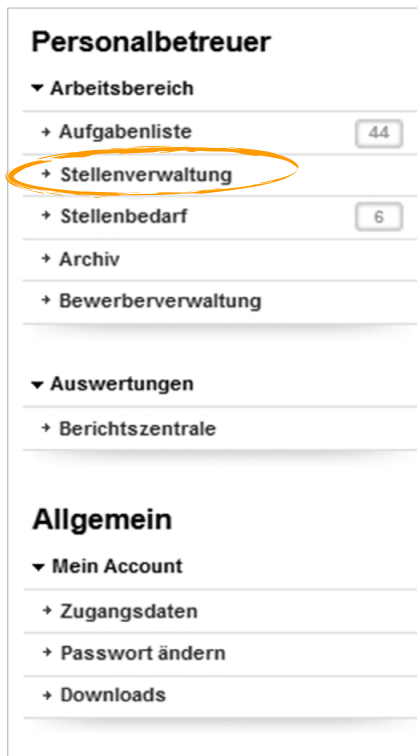 Personalbetreuer
Arbeitsbereich
Aufgabenliste 44
Stellenverwaltung
Stellenbedarf 6
Archiv
Bewerberverwaltung
Auswertungen
Berichtszentrale
Allgemein
Mein Account
Zugangsdaten
Passwort ändern
Downloads